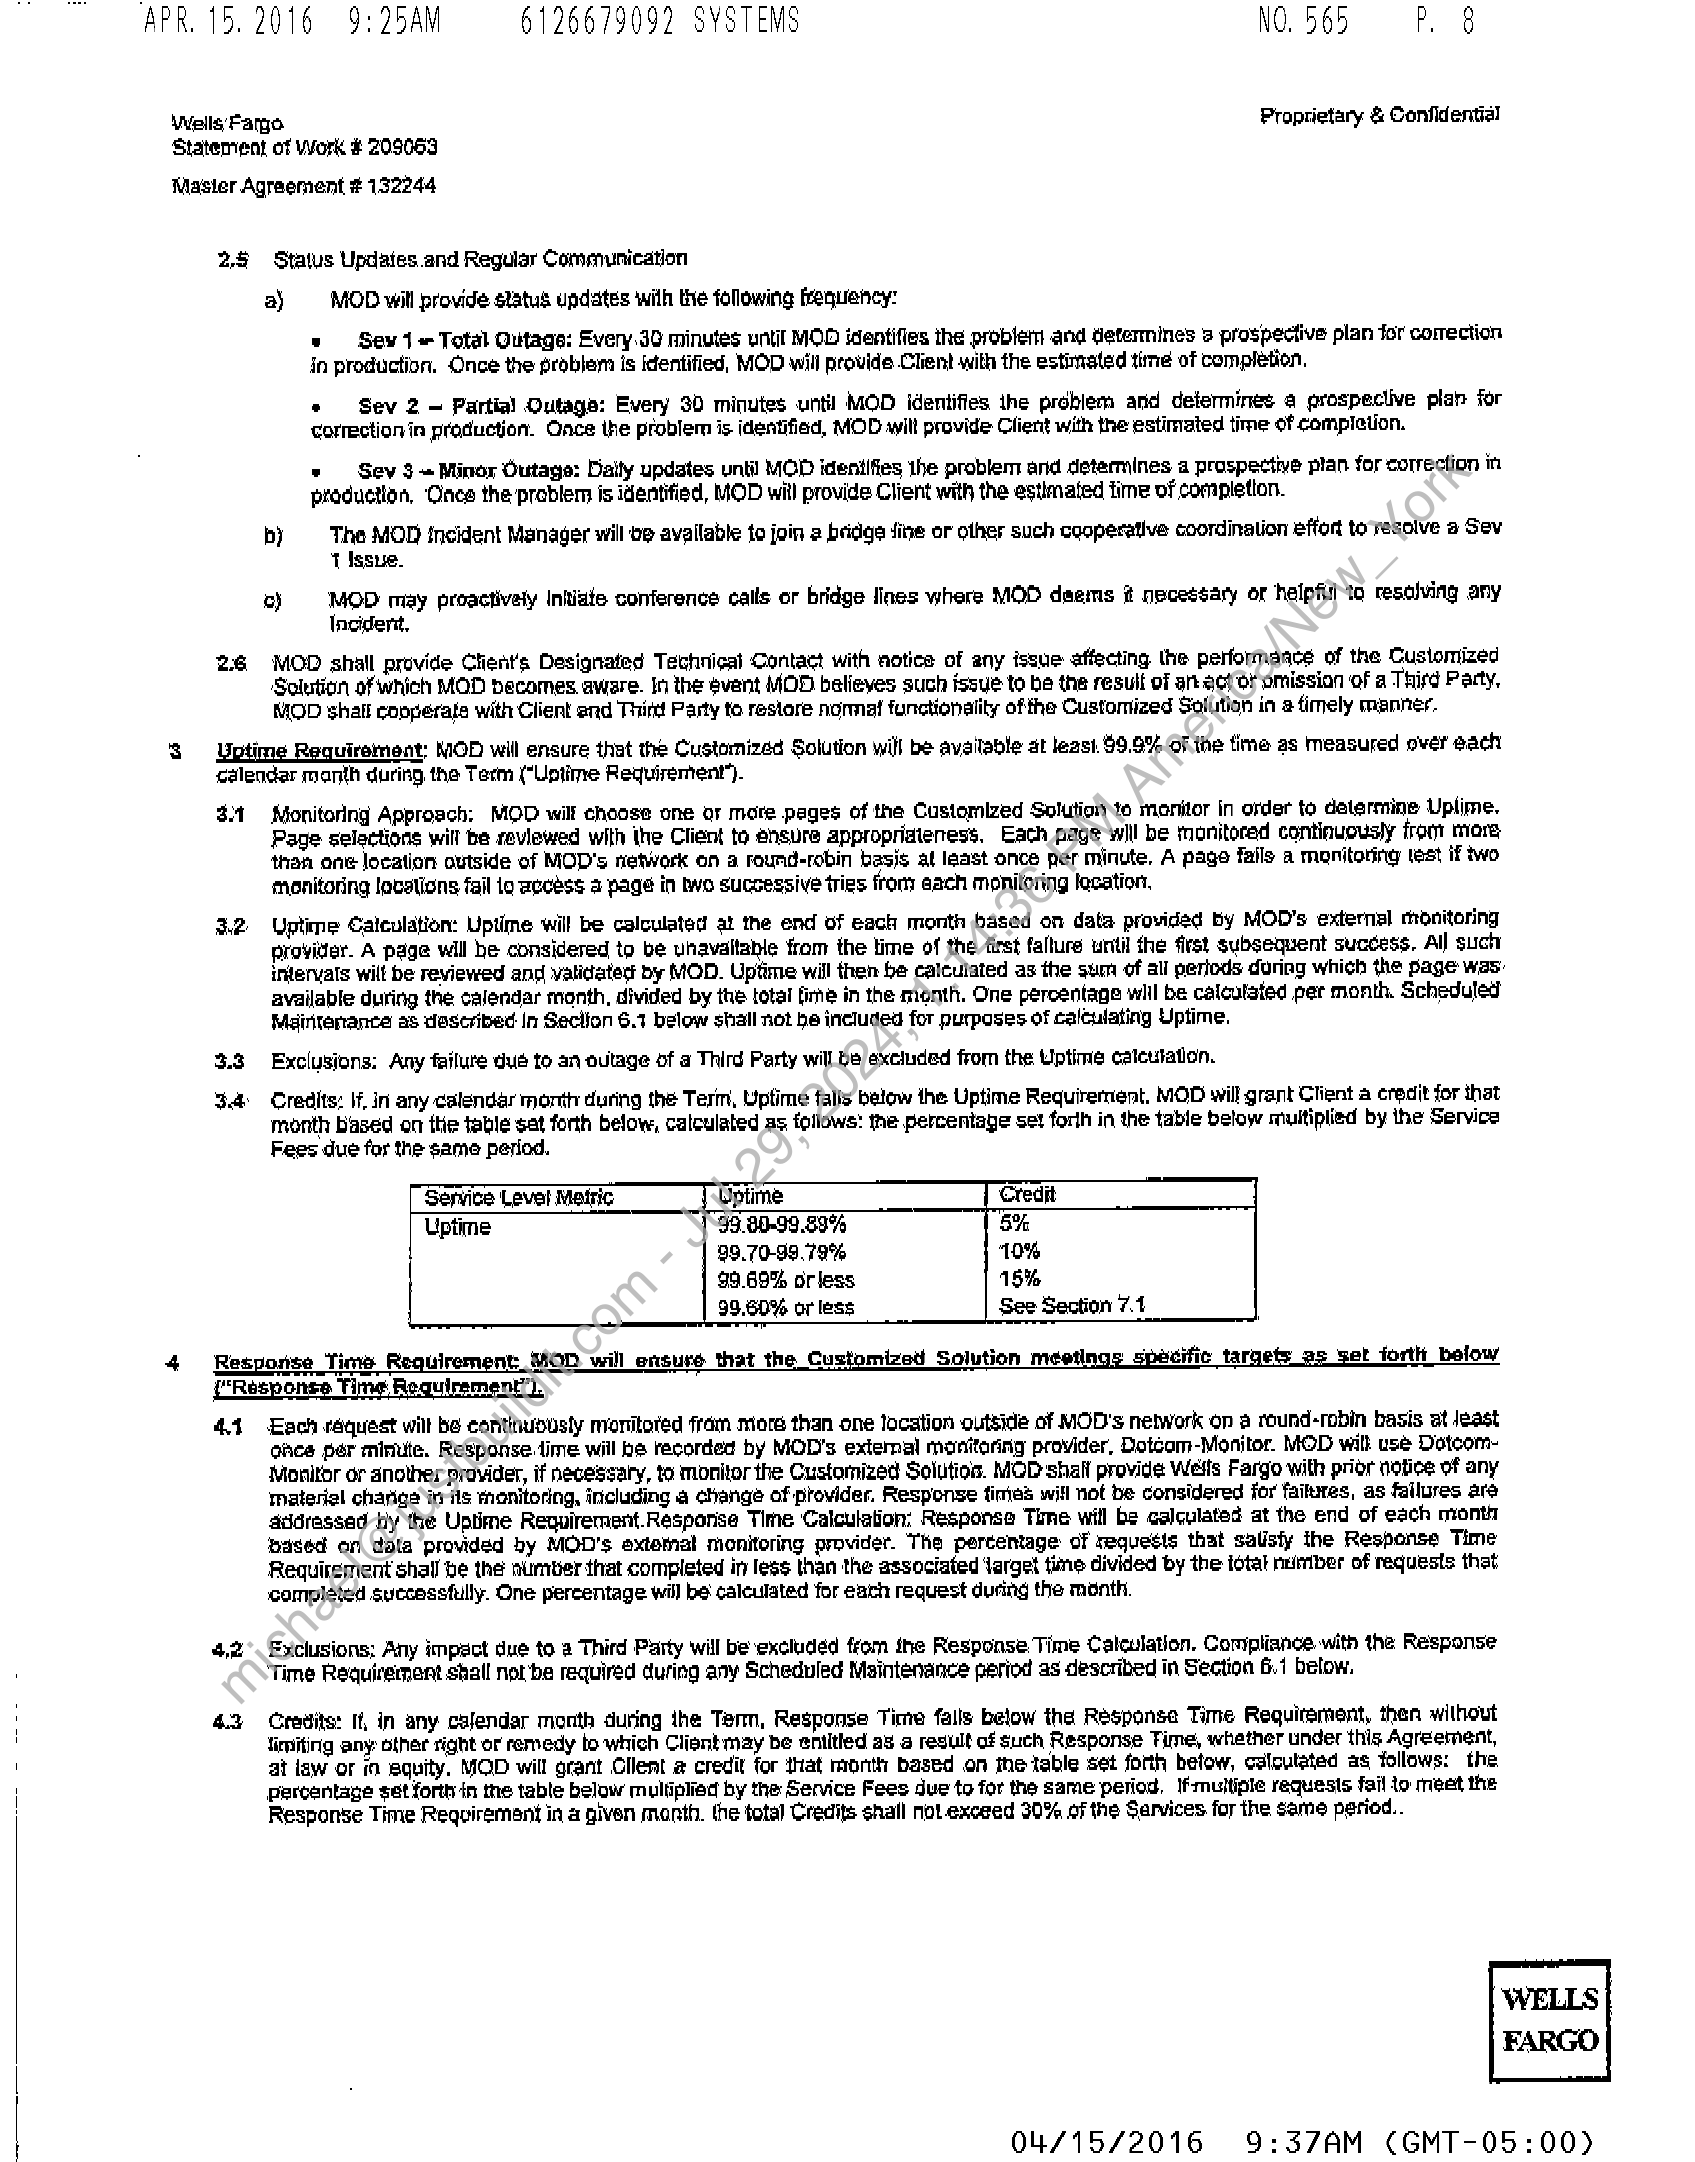 APR. 15. 2016 9:25AM 6126679092 SYSTEMS NO. 565 P. 8
Proprietary & Confidential
Wells Fargo
Statement of Work # 209063
Master Agreement # 132244
2.5 Status Updates and Regular Communication
a) MOD will provide status updates with the following frequency:
• Sev 1 – Total Outage: Every 30 minutes until MOD identifies the problem and determines a prospective plan for correction
in production. Once the problem is identified, MOD will provide Client with the estimated time of completion.
• Sev 2 – Partial Outage: Every 30 minutes until MOD identifies the problem and determines a prospective plan for
correction in production. Once the problem is identified, MOD will provide Client with the estimated time of completion.
• Sev 3 – Minor Outage: Daily updates until MOD identifies the problem and determines a prospective plan for correction in
production. Once the problem is identified, MOD will provide Client with the estimated time of completion.
b) The MOD Incident Manager will be available to join a bridge line or other such cooperative coordination effort to resolve a Sev
1 Issue.
c) MOD may proactively initiate conference calls or bridge lines where MOD deems it necessary or helpful to resolving any
Incident.
2.6 MOD shall provide Client's Designated Technical Contact with notice of any issue affecting the performance of the Customized
Solution of which MOD becomes aware. In the event MOD believes such issue to be the result of an act or omission of a Third Party,
MOD shall cooperate with Client and Third Party to restore normal functionality of the Customized Solution in a timely manner.
3 Uptime Requirement: MOD will ensure that the Customized Solution will be available at least 99.9% of the time as measured over each
calendar month during the Term ("Uptime Requirement").
3.1 Monitoring Approach: MOD will choose one or more pages of the Customized Solution to monitor in order to determine Uptime.
Page selections will be reviewed with the Client to ensure appropriateness. Each page will be monitored continuously from more
than one location outside of MOD's network on a round-robin basis at least once per minute. A page fails a monitoring test if two
monitoring locations fail to access a page in two successive tries from each monitoring location.
3.2 Uptime Calculation: Uptime will be calculated at the end of each month based on data provided by MOD's external monitoring
provider. A page will be considered to be unavailable from the time of the first failure until the first subsequent success. All such
intervals will be reviewed and validated by MOD. Uptime will then be calculated as the sum of all periods during which the page was
available during the calendar month, divided by the total time in the month. One percentage will be calculated per month. Scheduled
Maintenance as described in Section 6.1 below shall not be included for purposes of calculating Uptime.
3.3 Exclusions: Any failure due to an outage of a Third Party will be excluded from the Uptime calculation.
3.4 Credits: If, in any calendar month during the Term, Uptime falls below the Uptime Requirement, MOD will grant Client a credit for that
month based on the table set forth below, calculated as follows: the percentage set forth in the table below multiplied by the Service
Fees due for the same period.
Service Level Metric Uptime Credit
Uptime 99.80-99.89% 5%
99.70-99.79% 10%
99.69% or less 15%
99.60% or less See Section 7.1
4 Response Time Requirement: MOD will ensure that the Customized Solution meetings specific targets as set forth below
("Response Time Requirement").
4.1 Each request will be continuously monitored from more than one location outside of MOD's network on a round-robin basis at least
once per minute. Response time will be recorded by MOD's external monitoring provider, Dotcom-Monitor. MOD will use Dotcom-
Monitor or another provider, if necessary, to monitor the Customized Solution. MOD shall provide Wells Fargo with prior notice of any
material change in its monitoring, including a change of provider. Response times will not be considered for failures, as failures are
addressed by the Uptime Requirement.Response Time Calculation: Response Time will be calculated at the end of each month
based on data provided by MOD's external monitoring provider. The percentage of requests that satisfy the Response Time
Requirement shall be the number that completed in less than the associated target time divided by the total number of requests that
completed successfully. One percentage will be calculated for each request during the month.
4.2 Exclusions: Any impact due to a Third Party will be excluded from the Response Time Calculation. Compliance with the Response
Time Requirement shall not be required during any Scheduled Maintenance period as described in Section 6.1 below.
4.3 Credits: If, in any calendar month during the Term, Response Time falls below the Response Time Requirement, then without
limiting any other right or remedy to which Client may be entitled as a result of such Response Time, whether under this Agreement,
at law or in equity, MOD will grant Client a credit for that month based on the table set forth below, calculated as follows: the
percentage set forth in the table below multiplied by the Service Fees due to for the same period. If multiple requests fail to meet the
Response Time Requirement in a given month, the total Credits shall not exceed 30% of the Services for the same period..
michael@justbuildit.com - Jul 29, 2024, 1:14:36 PM America/New_York
WELLS
FARGO
04/15/2016 9:37AM (GMT-05:00)